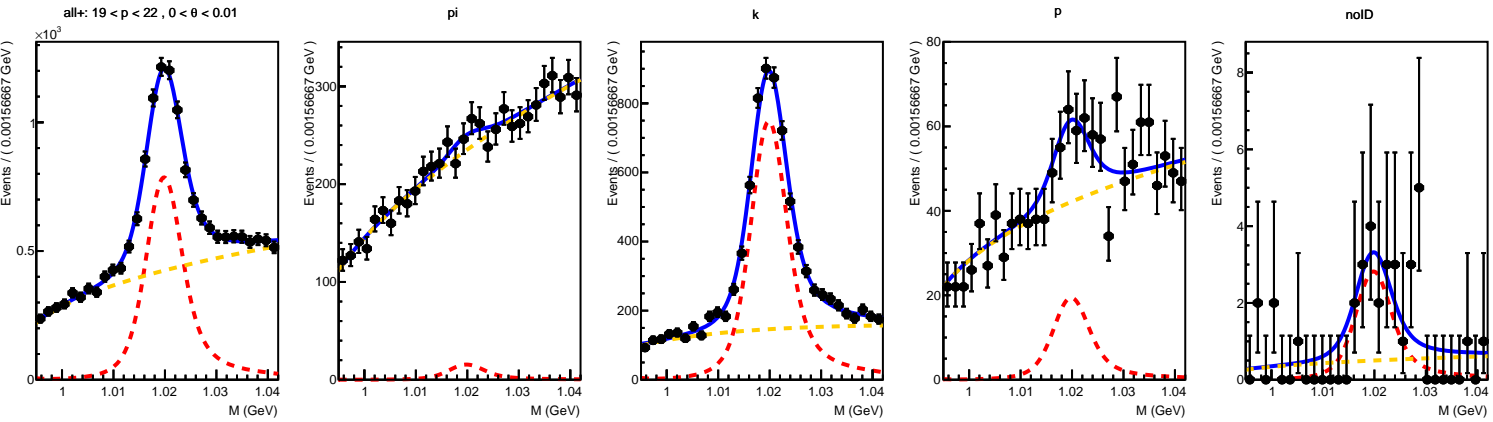 all+: 19 < p < 22 , 0 < θ < 0.01
×10³
Events / ( 0.00156667 GeV )
1
0.5
0
1 1.01 1.02 1.03 1.04
M (GeV)
pi
Events / ( 0.00156667 GeV )
300
200
100
0
1 1.01 1.02 1.03 1.04
M (GeV)
k
Events / ( 0.00156667 GeV )
800
600
400
200
0
1 1.01 1.02 1.03 1.04
M (GeV)
p
Events / ( 0.00156667 GeV )
80
60
40
20
0
1 1.01 1.02 1.03 1.04
M (GeV)
noID
Events / ( 0.00156667 GeV )
8
6
4
2
0
1 1.01 1.02 1.03 1.04
M (GeV)